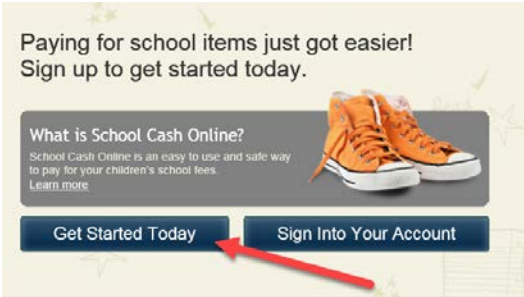 Paying for school items just got easier!
Sign up to get started today.
What is School Cash Online?
School Cash Online is an easy to use and safe way
to pay for your children's school fees.
Learn more
Get Started Today
Sign Into Your Account